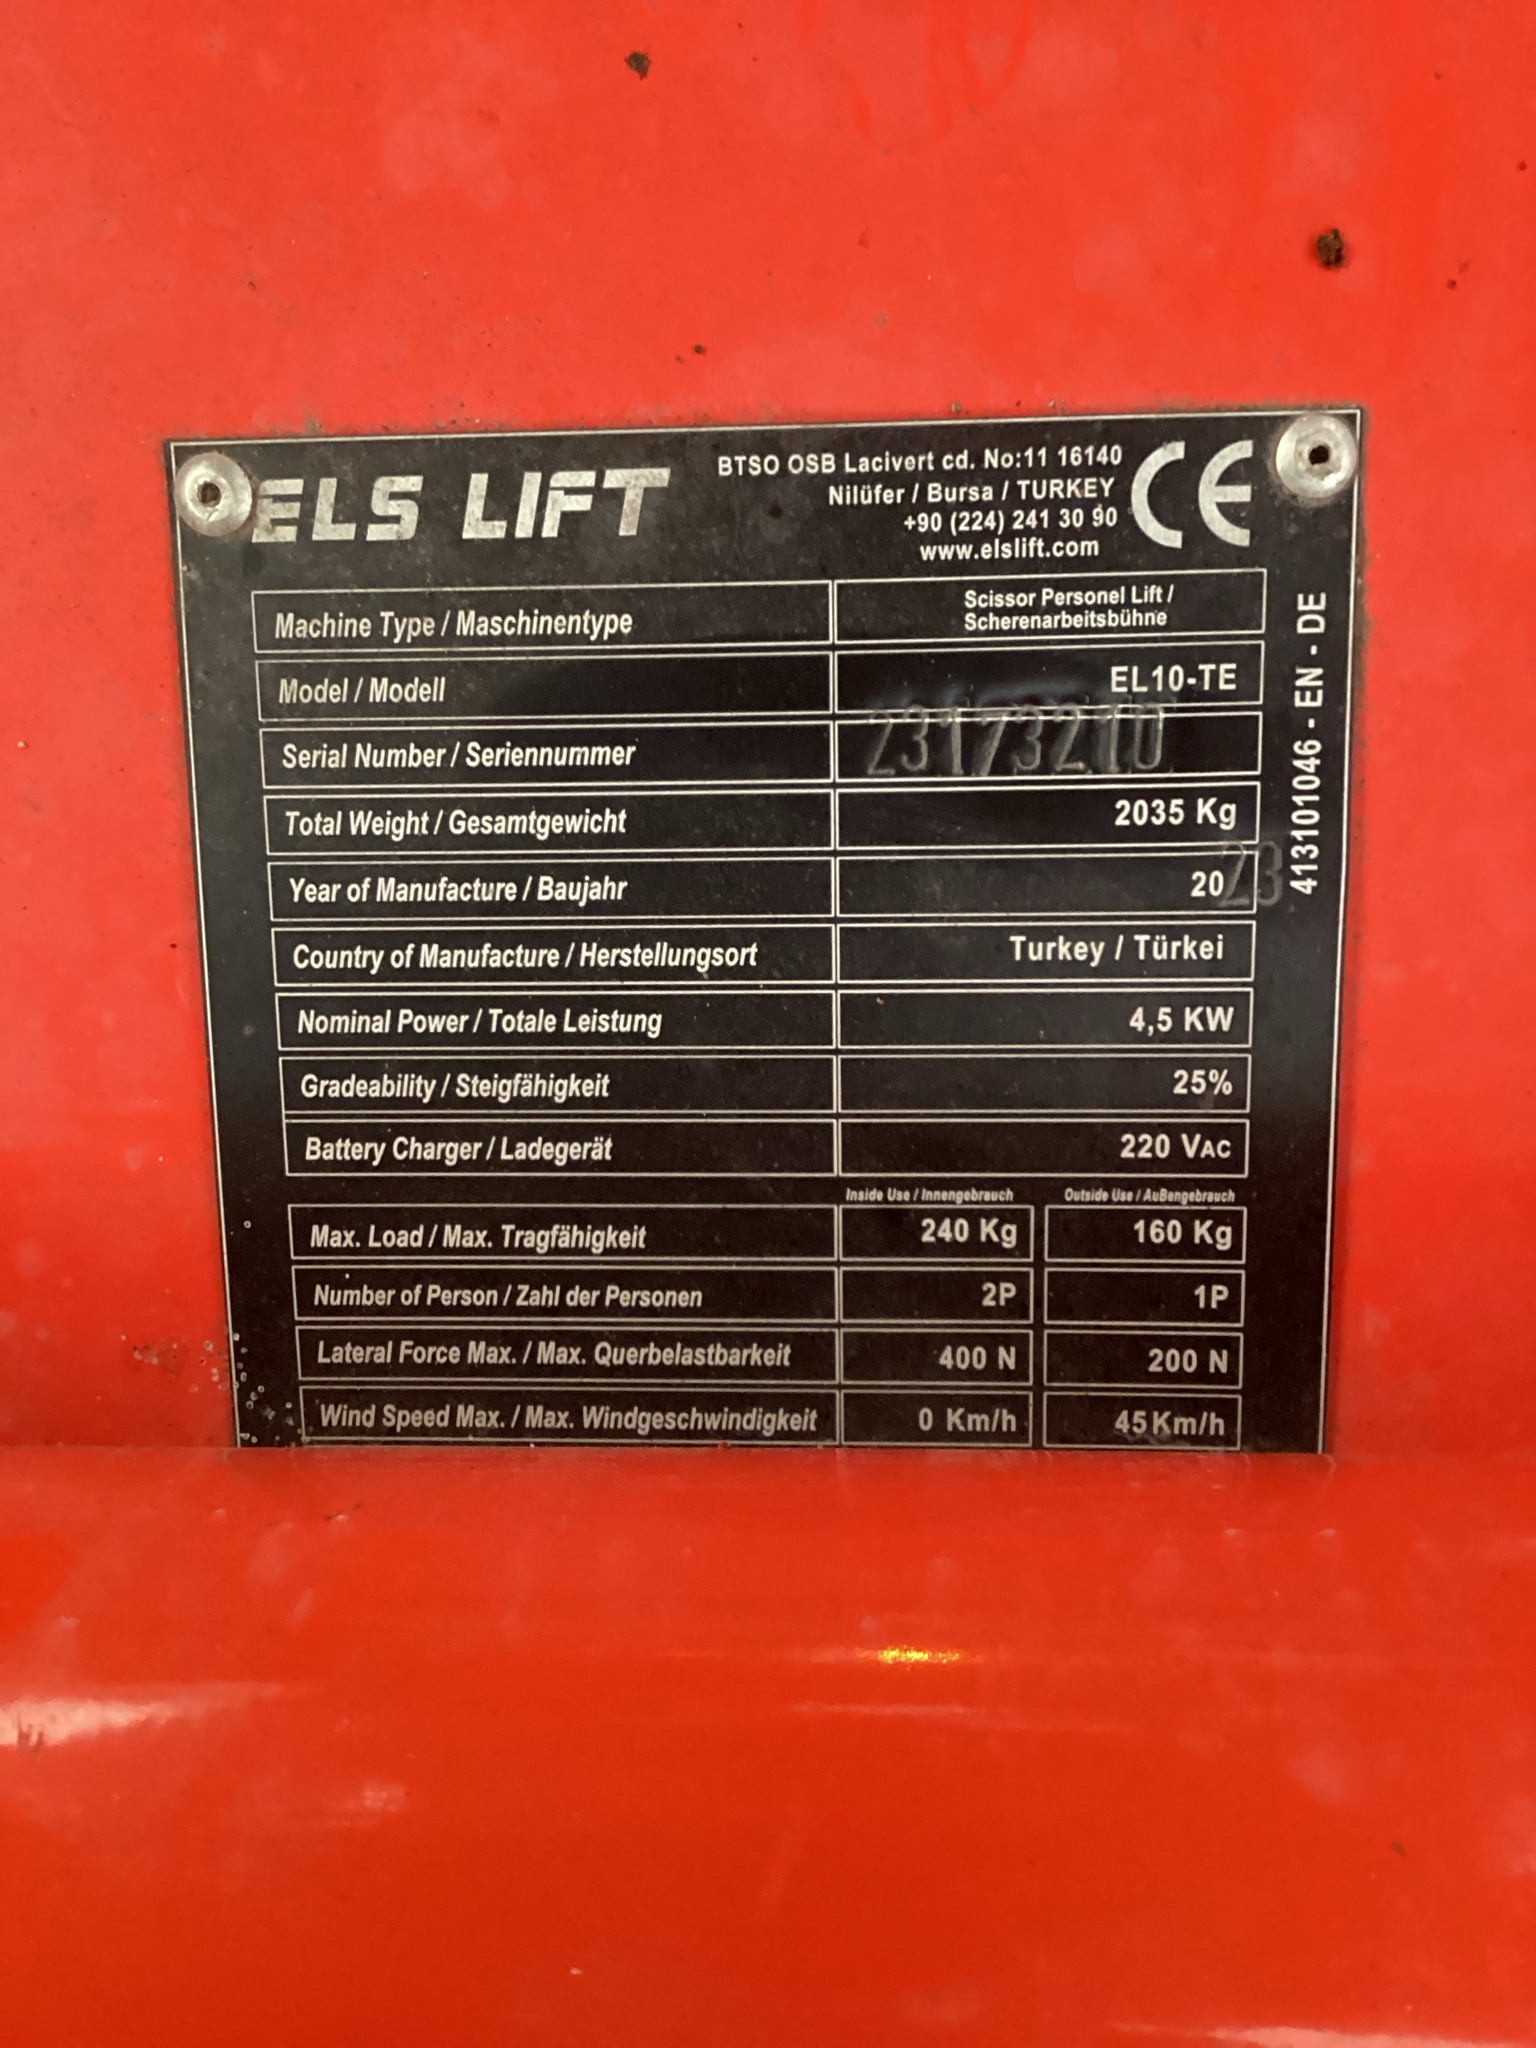 ELS LIFT
BTSO OSB Lacivert cd. No:11 16140
Nilüfer / Bursa / TURKEY
+90 (224) 241 30 90
www.elslift.com
CE
Machine Type / Maschinentype
Scissor Personel Lift /
Scherenarbeitsbühne
Model / Modell EL10-TE
Serial Number / Seriennummer 23173210
Total Weight / Gesamtgewicht 2035 Kg
Year of Manufacture / Baujahr 2023
Country of Manufacture / Herstellungsort Turkey / Türkei
Nominal Power / Totale Leistung 4,5 KW
Gradeability / Steigfähigkeit 25%
Battery Charger / Ladegerät 220 VAC
Inside Use / Innengebrauch Outside Use / Außengebrauch
Max. Load / Max. Tragfähigkeit 240 Kg 160 Kg
Number of Person / Zahl der Personen 2P 1P
Lateral Force Max. / Max. Querbelastbarkeit 400 N 200 N
Wind Speed Max. / Max. Windgeschwindigkeit 0 Km/h 45Km/h
413101046 - EN - DE